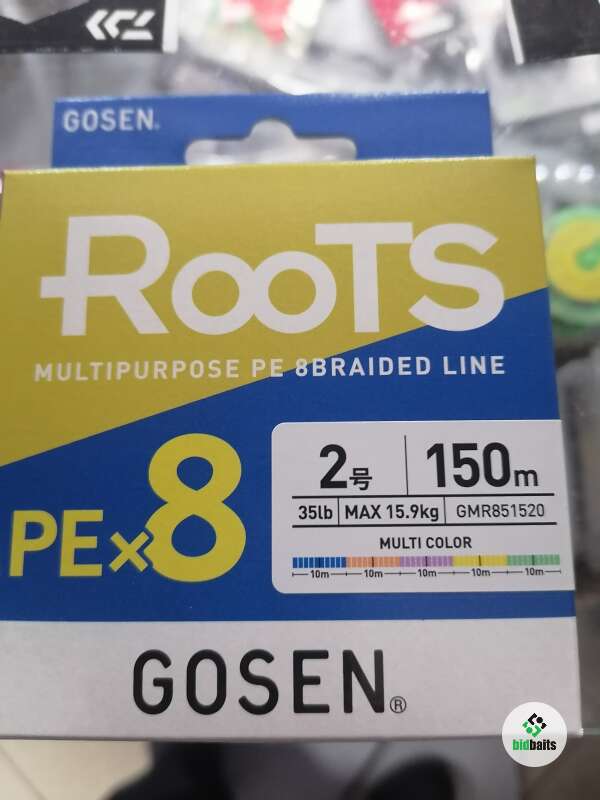 GOSEN.
ROOTS
MULTIPURPOSE PE 8BRAIDED LINE
PE×8
2号 150m
35lb MAX 15.9kg GMR851520
MULTI COLOR
10m 10m 10m 10m 10m
GOSEN®
bidbaits